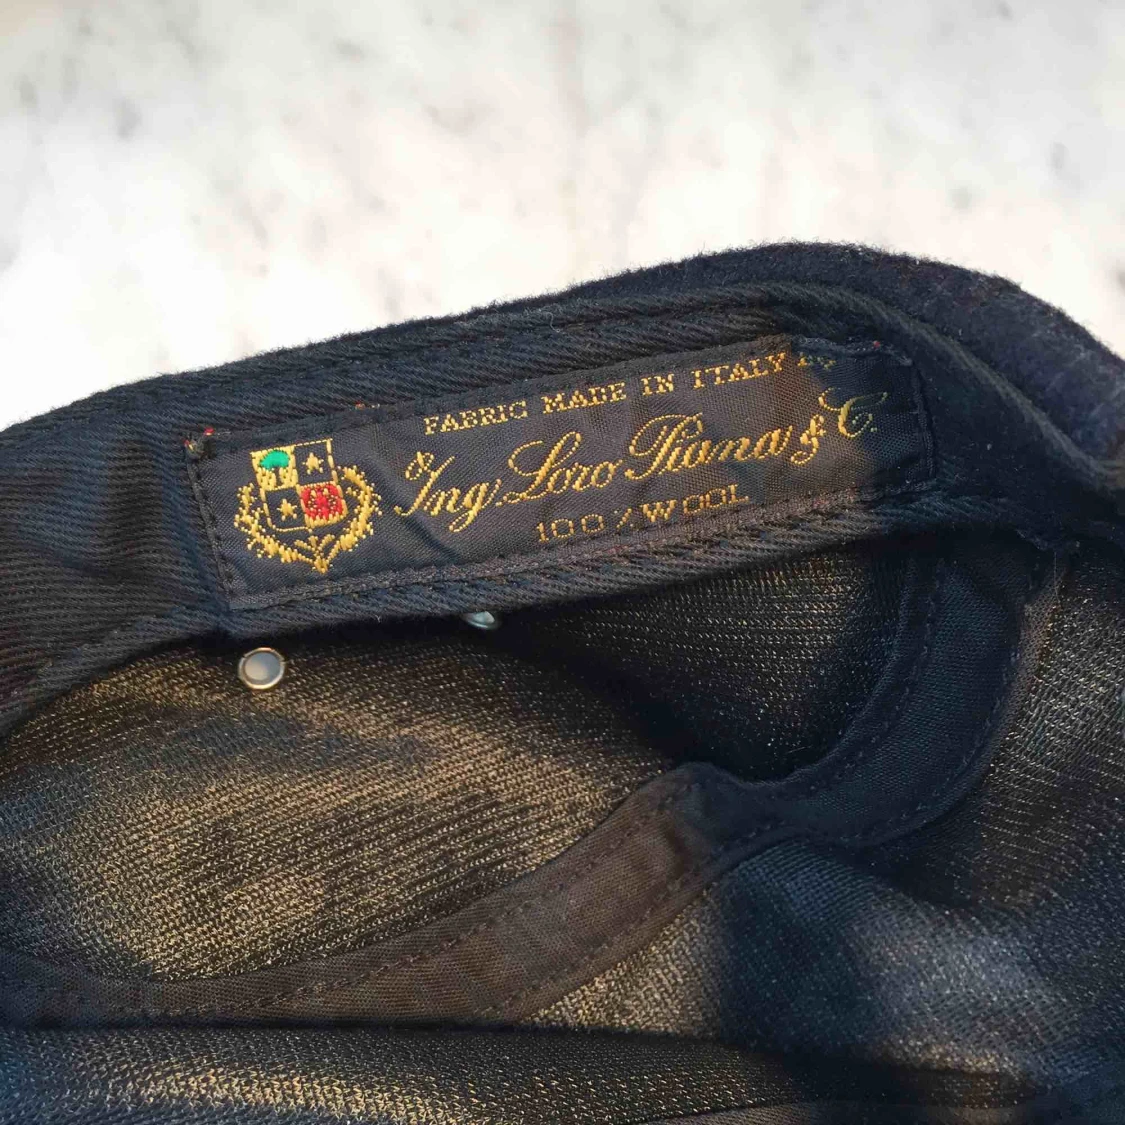 FABRIC MADE IN ITALY BY
Ing Loro Piana & C.
100% WOOL